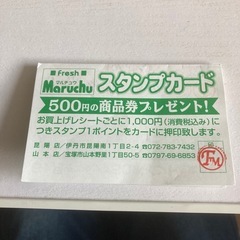 ■ Fresh ■
マルチュウ
Maruchu
スタンプカード
500円の商品券プレゼント!
お買上げレシートごとに1,000円(消費税込み)に
つきスタンプ1ポイントをカードに押印致します。
昆陽店/伊丹市昆陽南1丁目2-4 ☎072-783-7432
山本店/宝塚市山本野里1丁目50-5 ☎0797-69-6853
FM